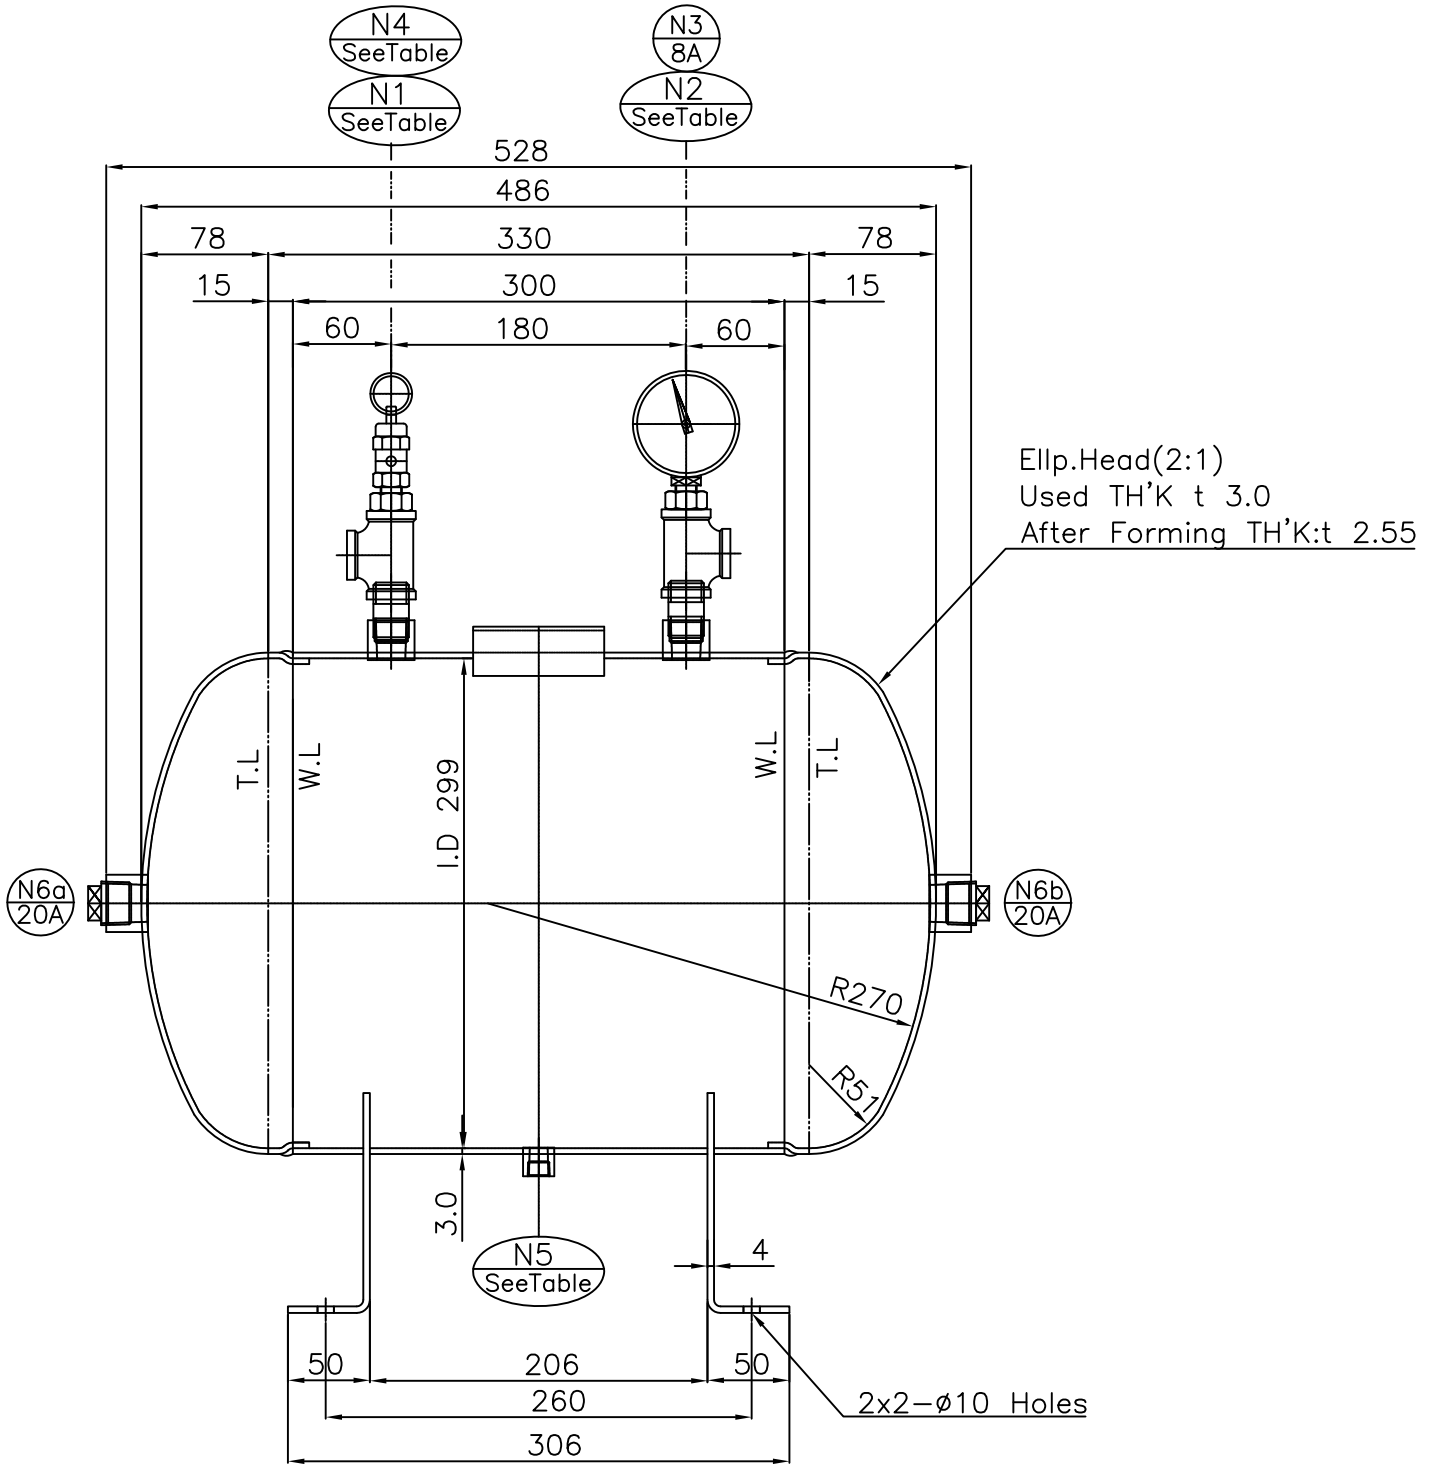 N4
SeeTable
N3
8A
N1
SeeTable
N2
SeeTable
528
486
78
330
78
15
300
15
60
180
60
Ellp.Head(2:1)
Used TH'K t 3.0
After Forming TH'K:t 2.55
T.L
W.L
I.D 299
W.L
T.L
N6a
20A
N6b
20A
R270
R51
3.0
N5
SeeTable
4
50
206
50
260
2x2-ø10 Holes
306